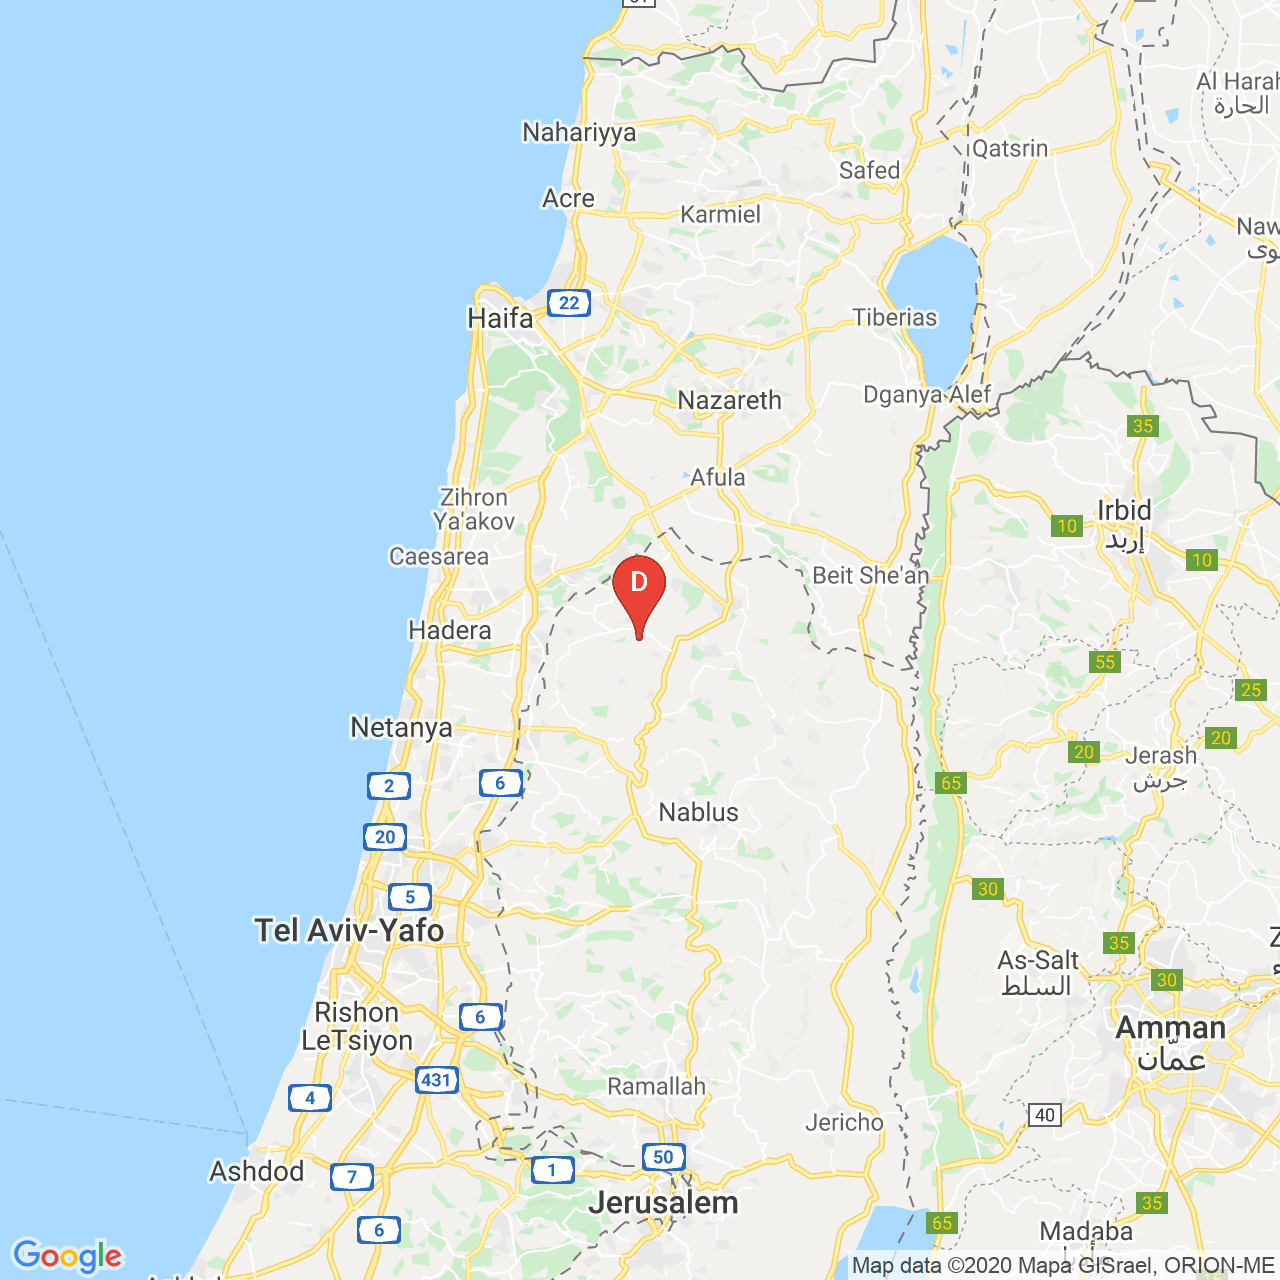 Al Harah
الحارة
Nahariyya
Qatsrin
Safed
Acre
Karmiel
Naw
وى
22
Haifa
Tiberias
Dganya Alef
Nazareth
35
Afula
Zihron
Ya'akov
Irbid
إربد
10
Caesarea
10
Beit She'an
D
Hadera
55
25
Netanya
20
20
Jerash
جرش
2
6
65
Nablus
20
5
30
Tel Aviv-Yafo
35
As-Salt
السلط
30
Rishon
LeTsiyon
6
Amman
عمّان
431
Ramallah
4
40
Jericho
50
Ashdod
7
1
Jerusalem
35
6
65
Madaba
Google
Map data ©2020 Mapa GISrael, ORION-ME